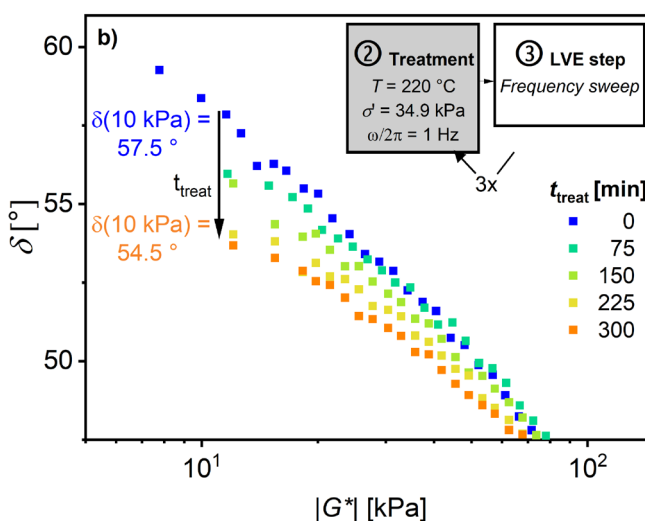 b)
② Treatment
T = 220 °C
σ' = 34.9 kPa
ω/2π = 1 Hz
③ LVE step
Frequency sweep
3x
δ(10 kPa) =
57.5 °
t_treat
δ(10 kPa) =
54.5 °
t_treat [min]
0
75
150
225
300
δ [°]
60
55
50
10¹
10²
|G*| [kPa]